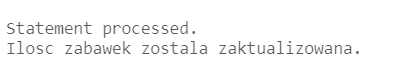 Statement processed.
Ilosc zabawek zostala zaktualizowana.